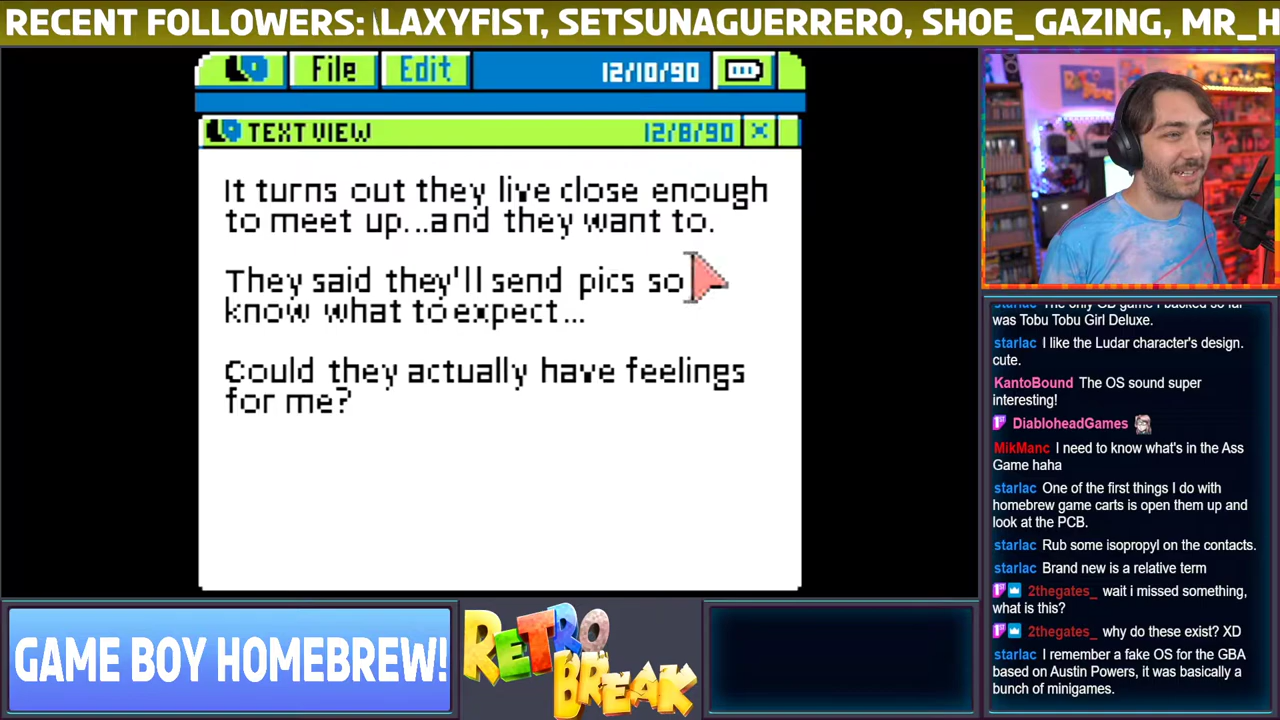 RECENT FOLLOWERS: \LAXYFIST, SETSUNAGUERRERO, SHOE_GAZING, MR_H
File Edit 12/10/90
TEXT VIEW 12/8/90 ×
It turns out they live close enough
to meet up...and they want to.
They said they'll send pics so
know what to expect...
Could they actually have feelings
for me?
starlac The only GB game I backed so far
was Tobu Tobu Girl Deluxe.
starlac I like the Ludar character's design.
cute.
KantoBound The OS sound super
interesting!
DiabloheadGames
MikManc I need to know what's in the Ass
Game haha
starlac One of the first things I do with
homebrew game carts is open them up and
look at the PCB.
starlac Rub some isopropyl on the contacts.
starlac Brand new is a relative term
2thegates_ wait i missed something,
what is this?
2thegates_ why do these exist? XD
starlac I remember a fake OS for the GBA
based on Austin Powers, it was basically a
bunch of minigames.
GAME BOY HOMEBREW!
RETRO
BREAK